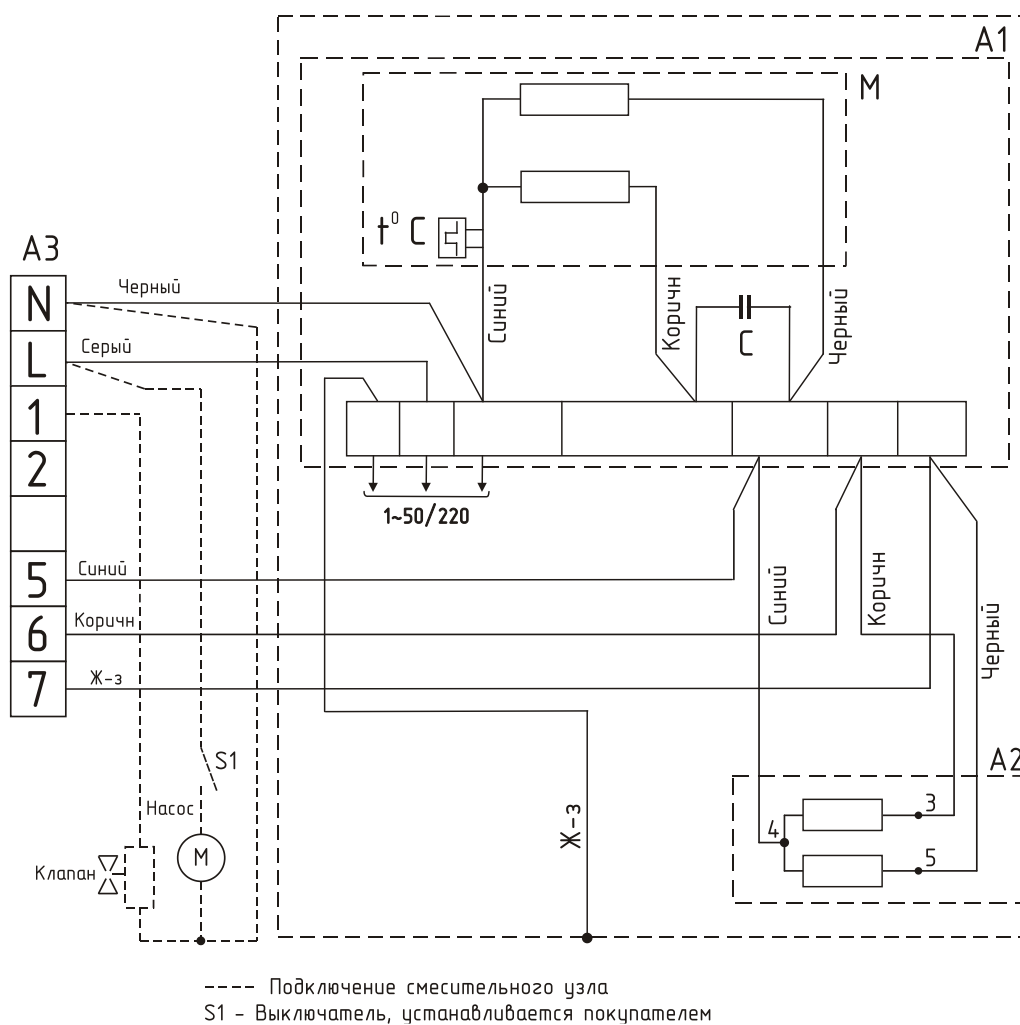 A1
M
t⁰ C
A3
N
Черный
L
Серый
1
2
5
Синий
6
Коричн
7
Ж-з
Синий
Коричн
C
Черный
1~50/220
Синий
Коричн
Черный
S1
Насос
M
Клапан
Ж-з
A2
3
4
5
---- Подключение смесительного узла
S1 - Выключатель, устанавливается покупателем